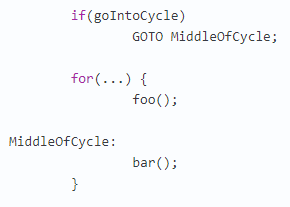 if(goIntoCycle)
GOTO MiddleOfCycle;
for(...) {
foo();
MiddleOfCycle:
bar();
}